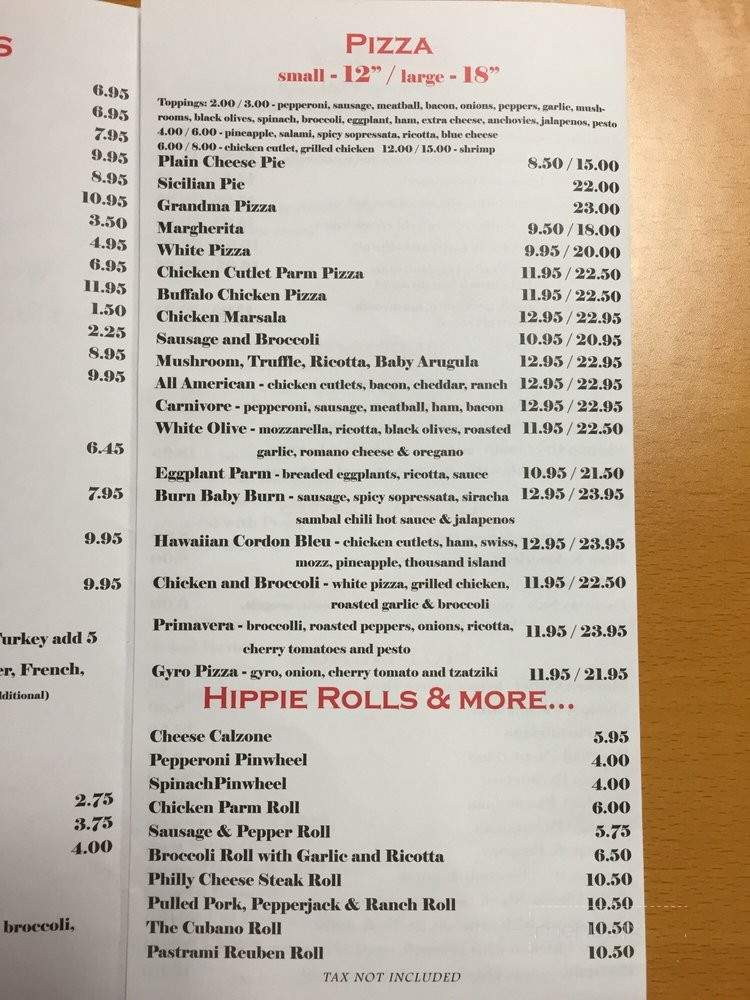 S
6.95
6.95
7.95
9.95
8.95
10.95
3.50
4.95
6.95
11.95
1.50
2.25
8.95
9.95
6.45
7.95
9.95
9.95
Turkey add 5
er, French,
ditional)
2.75
3.75
4.00
broccoli,
PIZZA
small - 12" / large - 18"
Toppings: 2.00 / 3.00 - pepperoni, sausage, meatball, bacon, onions, peppers, garlic, mush-
rooms, black olives, spinach, broccoli, eggplant, ham, extra cheese, anchovies, jalapenos, pesto
4.00 / 6.00 - pineapple, salami, spicy sopressata, ricotta, blue cheese
6.00 / 8.00 - chicken cutlet, grilled chicken 12.00 / 15.00 - shrimp
Plain Cheese Pie 8.50 / 15.00
Sicilian Pie 22.00
Grandma Pizza 23.00
Margherita 9.50 / 18.00
White Pizza 9.95 / 20.00
Chicken Cutlet Parm Pizza 11.95 / 22.50
Buffalo Chicken Pizza 11.95 / 22.50
Chicken Marsala 12.95 / 22.95
Sausage and Broccoli 10.95 / 20.95
Mushroom, Truffle, Ricotta, Baby Arugula 12.95 / 22.95
All American - chicken cutlets, bacon, cheddar, ranch 12.95 / 22.95
Carnivore - pepperoni, sausage, meatball, ham, bacon 12.95 / 22.95
White Olive - mozzarella, ricotta, black olives, roasted 11.95 / 22.50
garlic, romano cheese & oregano
Eggplant Parm - breaded eggplants, ricotta, sauce 10.95 / 21.50
Burn Baby Burn - sausage, spicy sopressata, siracha 12.95 / 23.95
sambal chili hot sauce & jalapenos
Hawaiian Cordon Bleu - chicken cutlets, ham, swiss, 12.95 / 23.95
mozz, pineapple, thousand island
Chicken and Broccoli - white pizza, grilled chicken, 11.95 / 22.50
roasted garlic & broccoli
Primavera - broccolli, roasted peppers, onions, ricotta, 11.95 / 23.95
cherry tomatoes and pesto
Gyro Pizza - gyro, onion, cherry tomato and tzatziki 11.95 / 21.95
HIPPIE ROLLS & MORE...
Cheese Calzone 5.95
Pepperoni Pinwheel 4.00
SpinachPinwheel 4.00
Chicken Parm Roll 6.00
Sausage & Pepper Roll 5.75
Broccoli Roll with Garlic and Ricotta 6.50
Philly Cheese Steak Roll 10.50
Pulled Pork, Pepperjack & Ranch Roll 10.50
The Cubano Roll 10.50
Pastrami Reuben Roll 10.50
TAX NOT INCLUDED